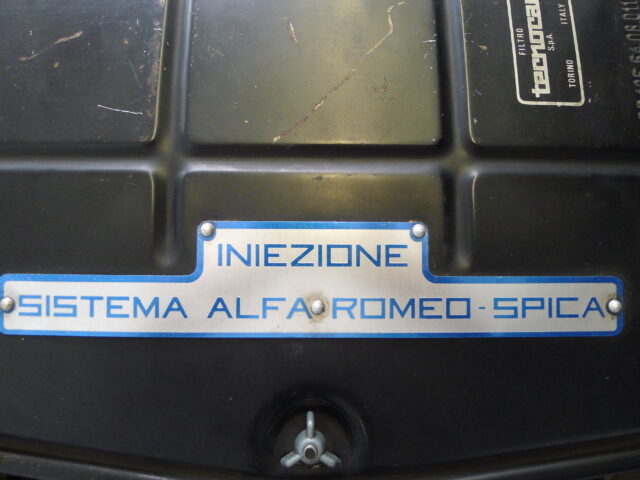 FILTRO
tecnocar
S.p.A.
TORINO ITALY
INIEZIONE
SISTEMA ALFA ROMEO - SPICA